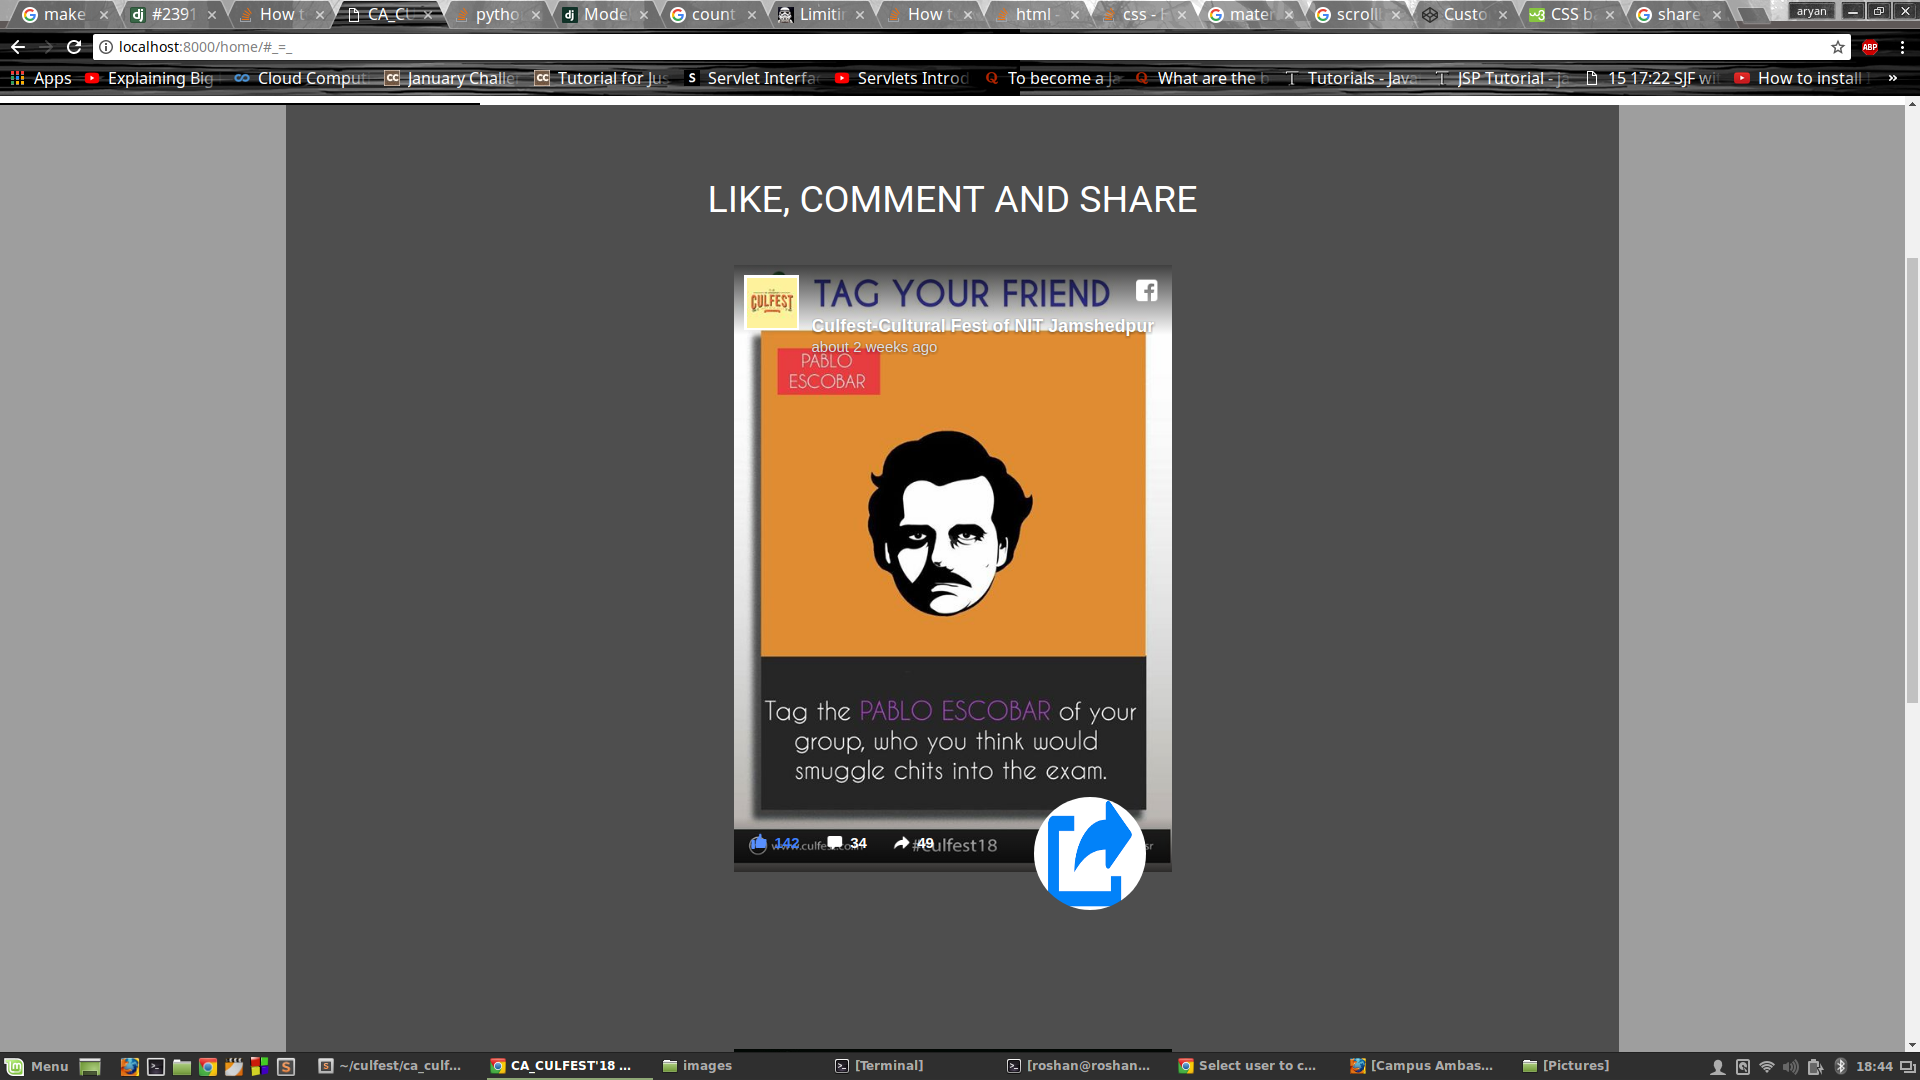 make
#2391
How t
CA_CU
pytho
Mode
count
Limiti
How t
html -
css - H
mater
scroll
Custo
CSS b
share
aryan
localhost:8000/home/#_=_
ABP
Apps
Explaining Big
Cloud Comput
January Challe
Tutorial for Jus
Servlet Interfa
Servlets Introd
To become a Ja
What are the b
Tutorials - Java
JSP Tutorial - ja
15 17:22 SJF wi
How to install
»
LIKE, COMMENT AND SHARE
CULFEST
TAG YOUR FRIEND
Culfest-Cultural Fest of NIT Jamshedpur
about 2 weeks ago
PABLO
ESCOBAR
Tag the PABLO ESCOBAR of your
group, who you think would
smuggle chits into the exam.
142 34 49 #culfest18
Menu
~/culfest/ca_culf...
CA_CULFEST'18 ...
images
[Terminal]
[roshan@roshan...
Select user to c...
[Campus Ambas...
[Pictures]
18:44